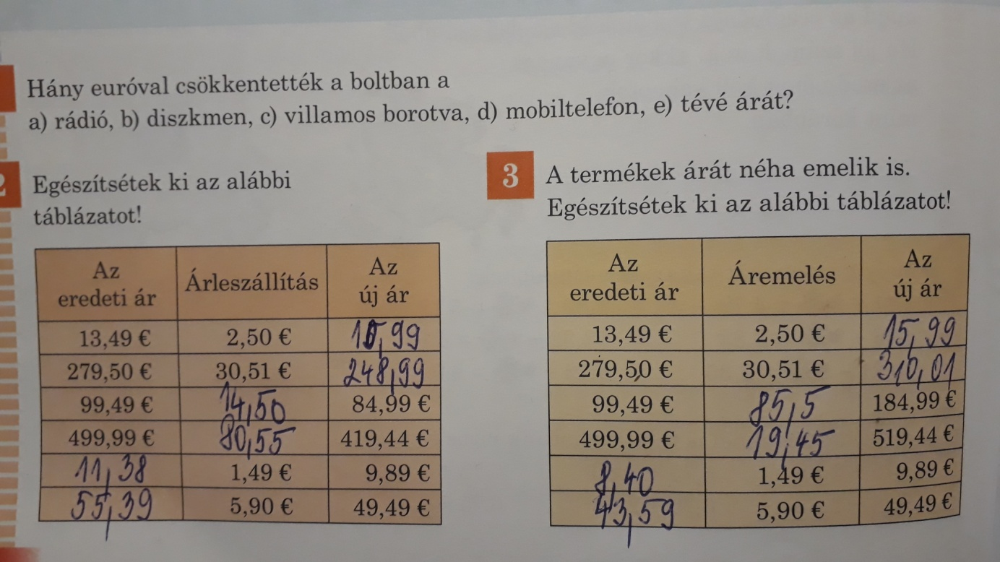 Hány euróval csökkentették a boltban a
a) rádió, b) diszkmen, c) villamos borotva, d) mobiltelefon, e) tévé árát?
2 Egészítsétek ki az alábbi
táblázatot!
Az eredeti ár Árleszállítás Az új ár
13,49 € 2,50 € 10,99
279,50 € 30,51 € 248,99
99,49 € 14,50 84,99 €
499,99 € 80,55 419,44 €
11,38 1,49 € 9,89 €
55,39 5,90 € 49,49 €
3 A termékek árát néha emelik is.
Egészítsétek ki az alábbi táblázatot!
Az eredeti ár Áremelés Az új ár
13,49 € 2,50 € 15,99
279,50 € 30,51 € 310,01
99,49 € 85,5 184,99 €
499,99 € 19,45 519,44 €
8,40 1,49 € 9,89 €
43,59 5,90 € 49,49 €